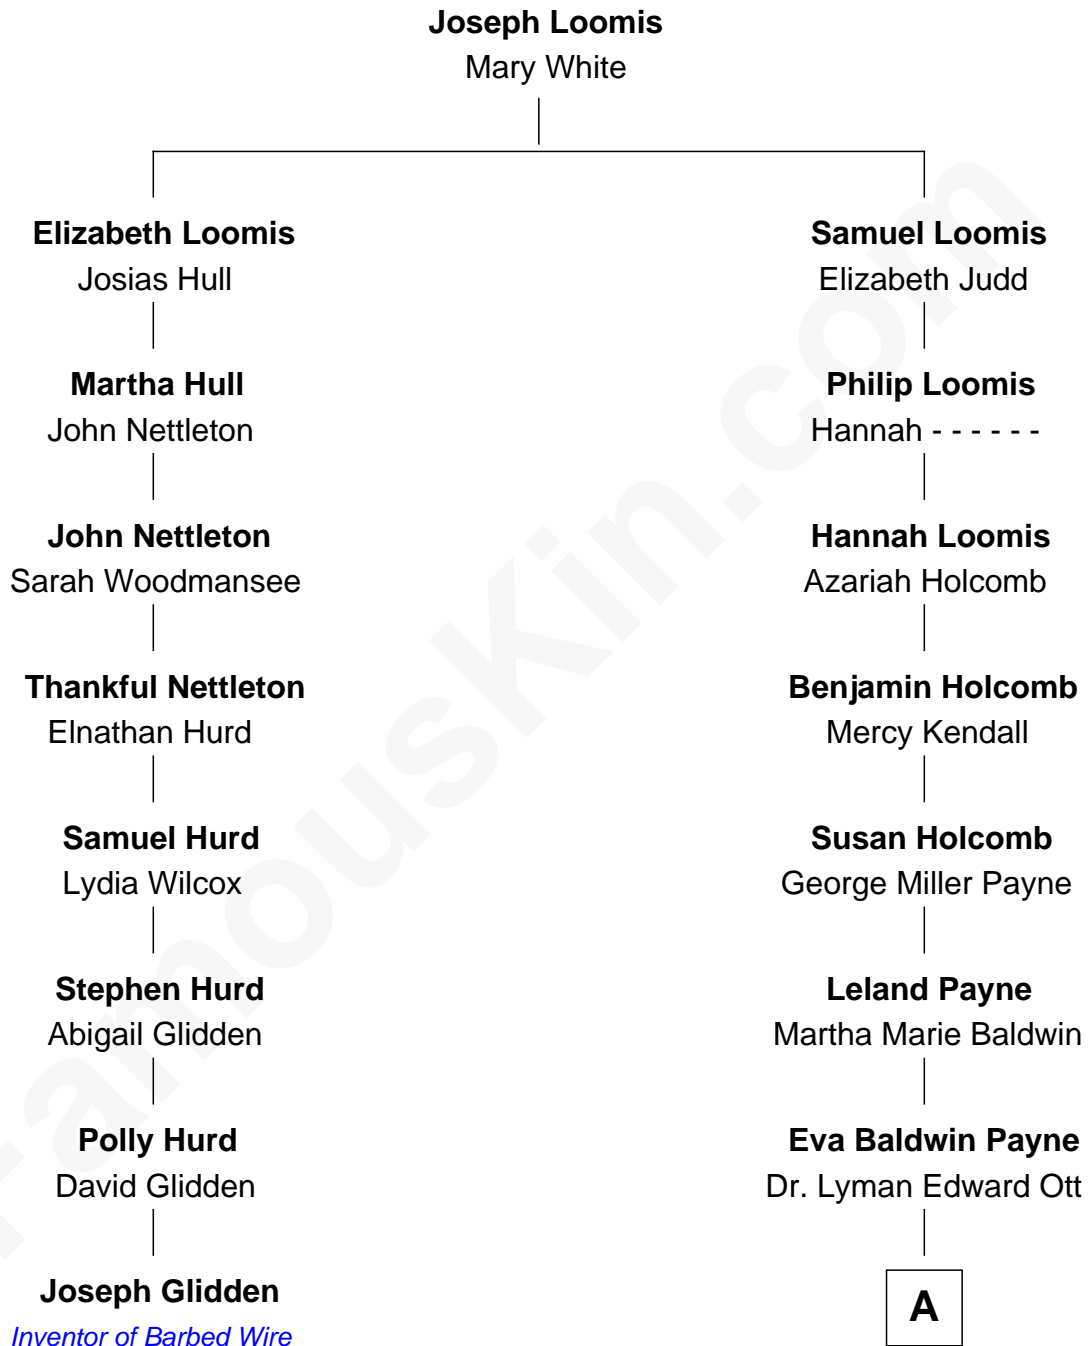 Joseph Loomis
Mary White
Elizabeth Loomis
Josias Hull
Samuel Loomis
Elizabeth Judd
Martha Hull
John Nettleton
Philip Loomis
Hannah - - - - - -
John Nettleton
Sarah Woodmansee
Hannah Loomis
Azariah Holcomb
Thankful Nettleton
Elnathan Hurd
Benjamin Holcomb
Mercy Kendall
Samuel Hurd
Lydia Wilcox
Susan Holcomb
George Miller Payne
Stephen Hurd
Abigail Glidden
Leland Payne
Martha Marie Baldwin
Polly Hurd
David Glidden
Eva Baldwin Payne
Dr. Lyman Edward Ott
Joseph Glidden
Inventor of Barbed Wire
A
FamousKin.com